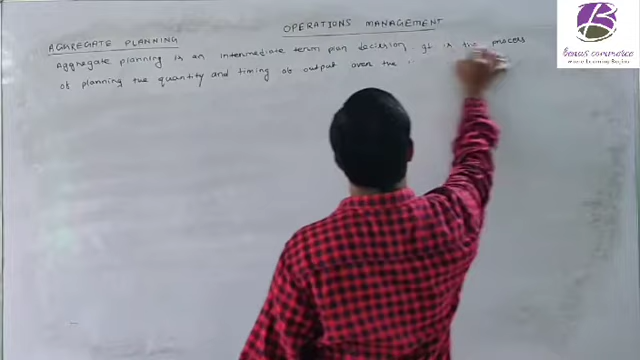 OPERATIONS MANAGEMENT
AGGREGATE PLANNING
Aggregate planning is an intermediate term plan decision. It is the process
of planning the quantity and timing of output over the
B